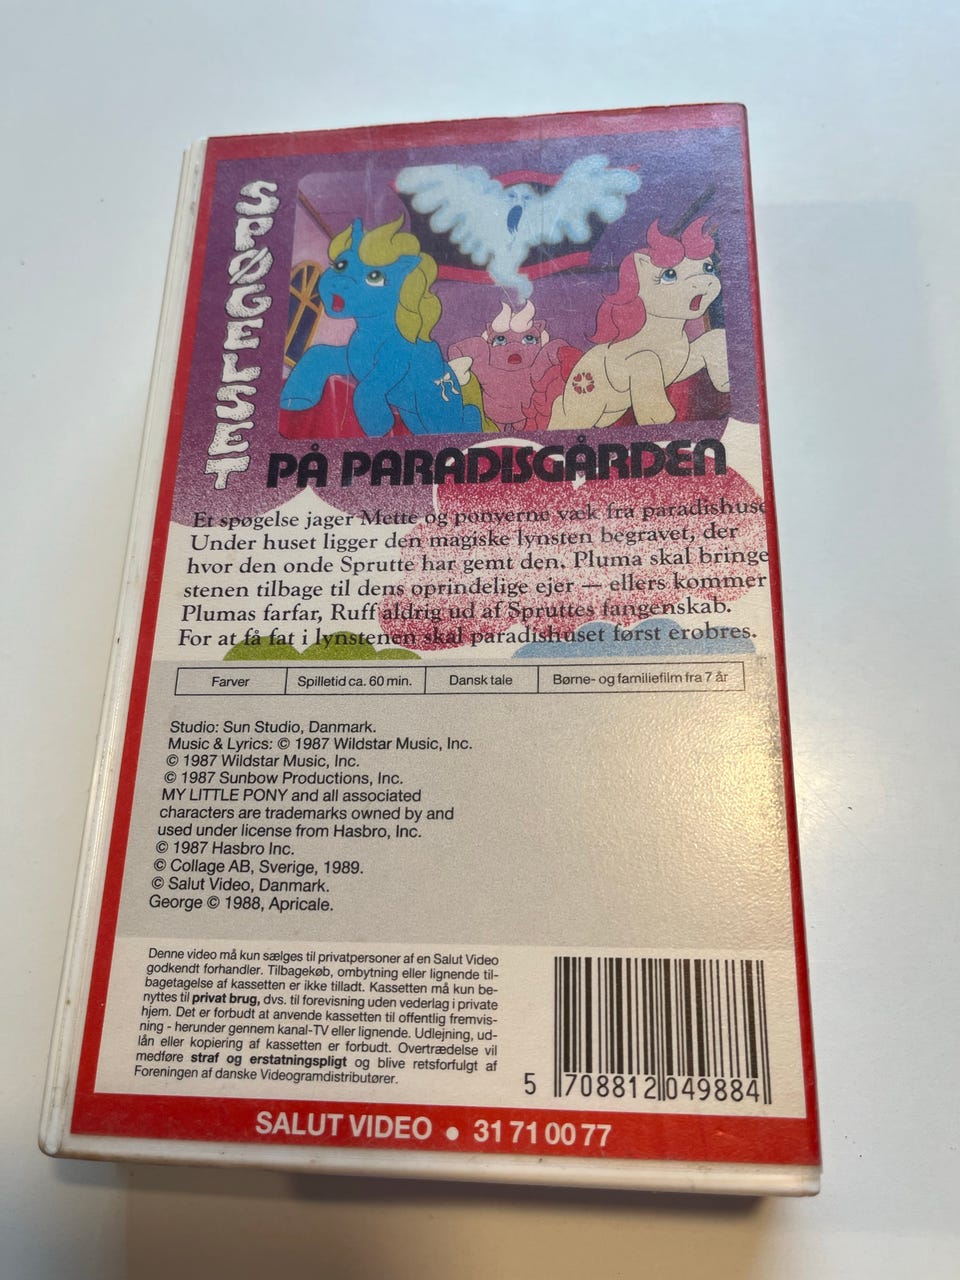 SPØGELSET
PÅ PARADISGÅRDEN
Et spøgelse jager Mette og ponyerne væk fra paradishuse
Under huset ligger den magiske lynsten begravet, der
hvor den onde Sprutte har gemt den. Pluma skal bringe
stenen tilbage til dens oprindelige ejer — ellers kommer
Plumas farfar, Ruff aldrig ud af Spruttes fangenskab.
For at få fat i lynstenen skal paradishuset først erobres.
Farver Spilletid ca. 60 min. Dansk tale Børne- og familiefilm fra 7 år
Studio: Sun Studio, Danmark.
Music & Lyrics: © 1987 Wildstar Music, Inc.
© 1987 Wildstar Music, Inc.
© 1987 Sunbow Productions, Inc.
MY LITTLE PONY and all associated
characters are trademarks owned by and
used under license from Hasbro, Inc.
© 1987 Hasbro Inc.
© Collage AB, Sverige, 1989.
© Salut Video, Danmark.
George © 1988, Apricale.
Denne video må kun sælges til privatpersoner af en Salut Video
godkendt forhandler. Tilbagekøb, ombytning eller lignende til-
bagetagelse af kassetten er ikke tilladt. Kassetten må kun be-
nyttes til privat brug, dvs. til forevisning uden vederlag i private
hjem. Det er forbudt at anvende kassetten til offentlig fremvis-
ning - herunder gennem kanal-TV eller lignende. Udlejning, ud-
lån eller kopiering af kassetten er forbudt. Overtrædelse vil
medføre straf og erstatningspligt og blive retsforfulgt af
Foreningen af danske Videogramdistributører.
5 708812 049884
SALUT VIDEO ● 31 71 00 77